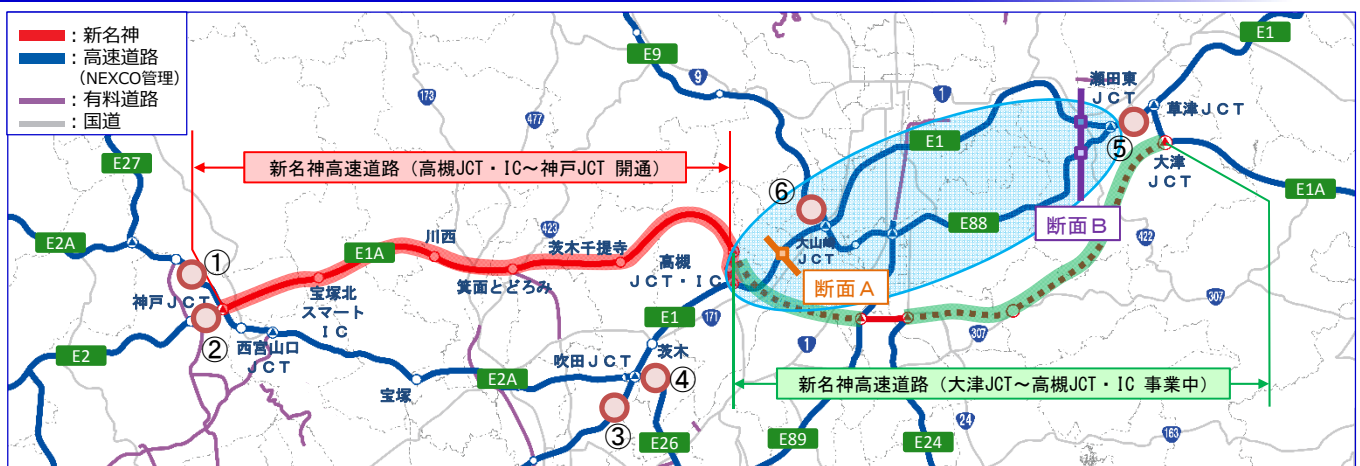 ：新名神
：高速道路
（NEXCO管理）
：有料道路
：国道
新名神高速道路（高槻JCT・IC～神戸JCT 開通）
E27
E2A
E2
①
②
神戸ＪＣＴ
E1A
宝塚北
スマート
ＩＣ
西宮山口
ＪＣＴ
宝塚
川西
箕面とどろみ
茨木千提寺
高槻
ＪＣＴ・ＩＣ
173
477
423
E9
9
1
E2A
吹田ＪＣＴ
茨木
E1
171
③
④
E26
⑥
大山崎
ＪＣＴ
断面Ａ
E1
E88
断面Ｂ
瀬田東
ＪＣＴ
草津ＪＣＴ
⑤
大津
ＪＣＴ
E1
E1A
422
307
307
1
新名神高速道路（大津JCT～高槻JCT・IC 事業中）
E89
E24
24
163